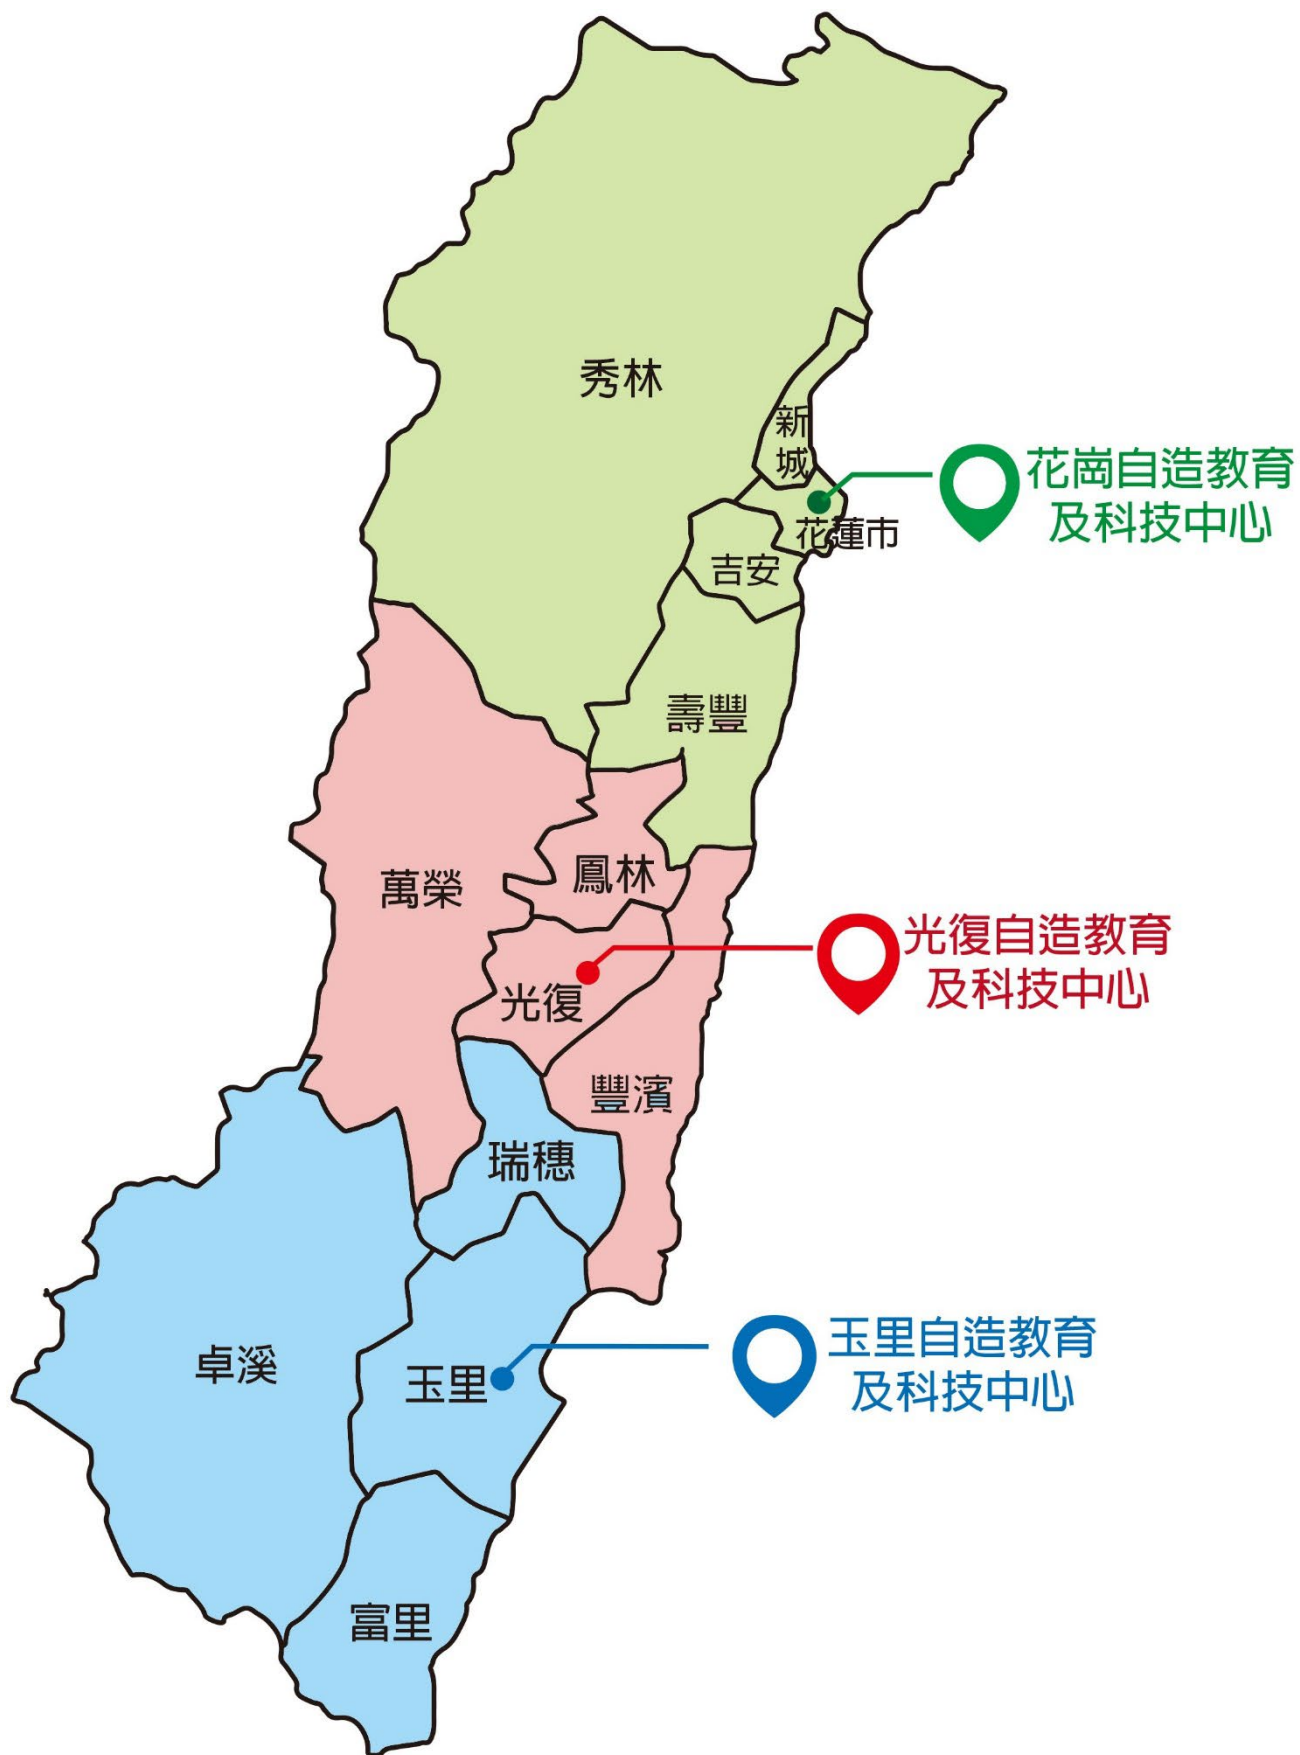 秀林
新
城
花崗自造教育
及科技中心
花蓮市
吉安
壽豐
鳳林
萬榮
光復自造教育
及科技中心
光復
豐濱
瑞穗
玉里自造教育
及科技中心
卓溪
玉里
富里